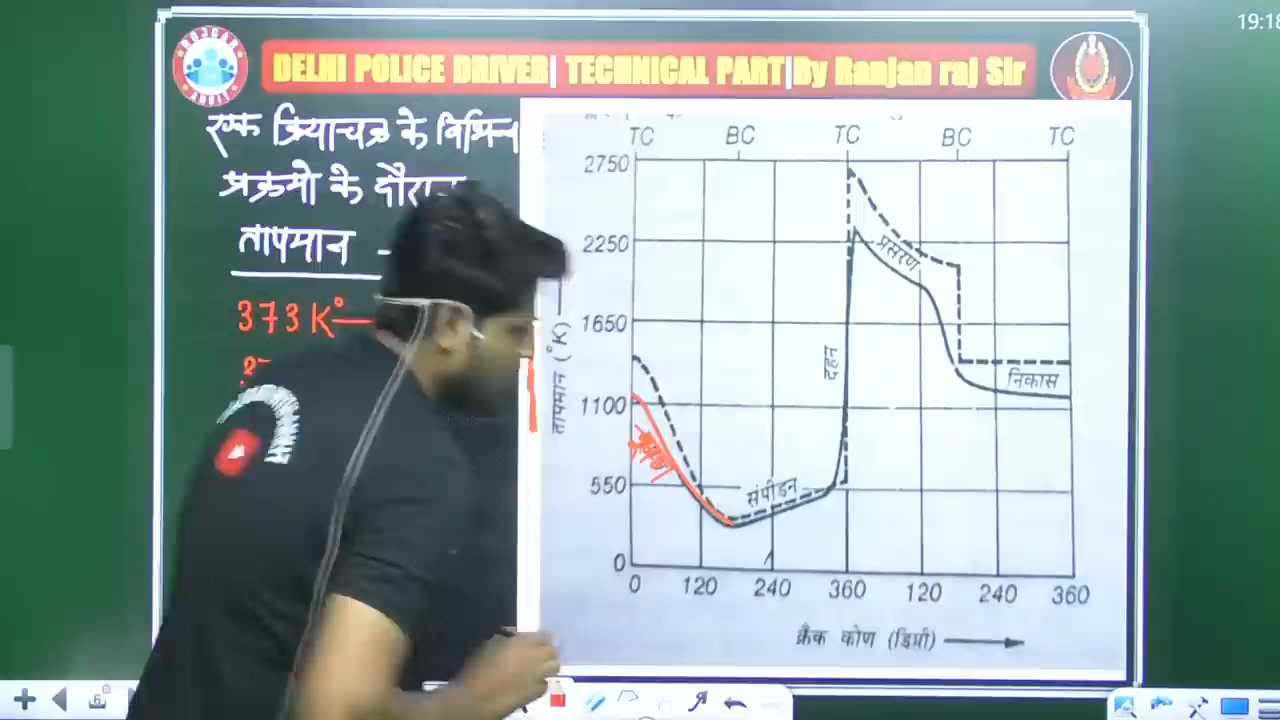 19:18
ROJGAR
DELHI POLICE DRIVER| TECHNICAL PART|By Ranjan raj Sir
एक क्रियाचक्र के विभिन्न
प्रक्रमो के दौरान
तापमान -
373 K°
TC BC TC BC TC
2750
2250
1650
1100
550
0
तापमान (°K)
संपीडन
दहन
प्रसरण
निकास
0 120 240 360 120 240 360
क्रैंक कोण (डिग्री)